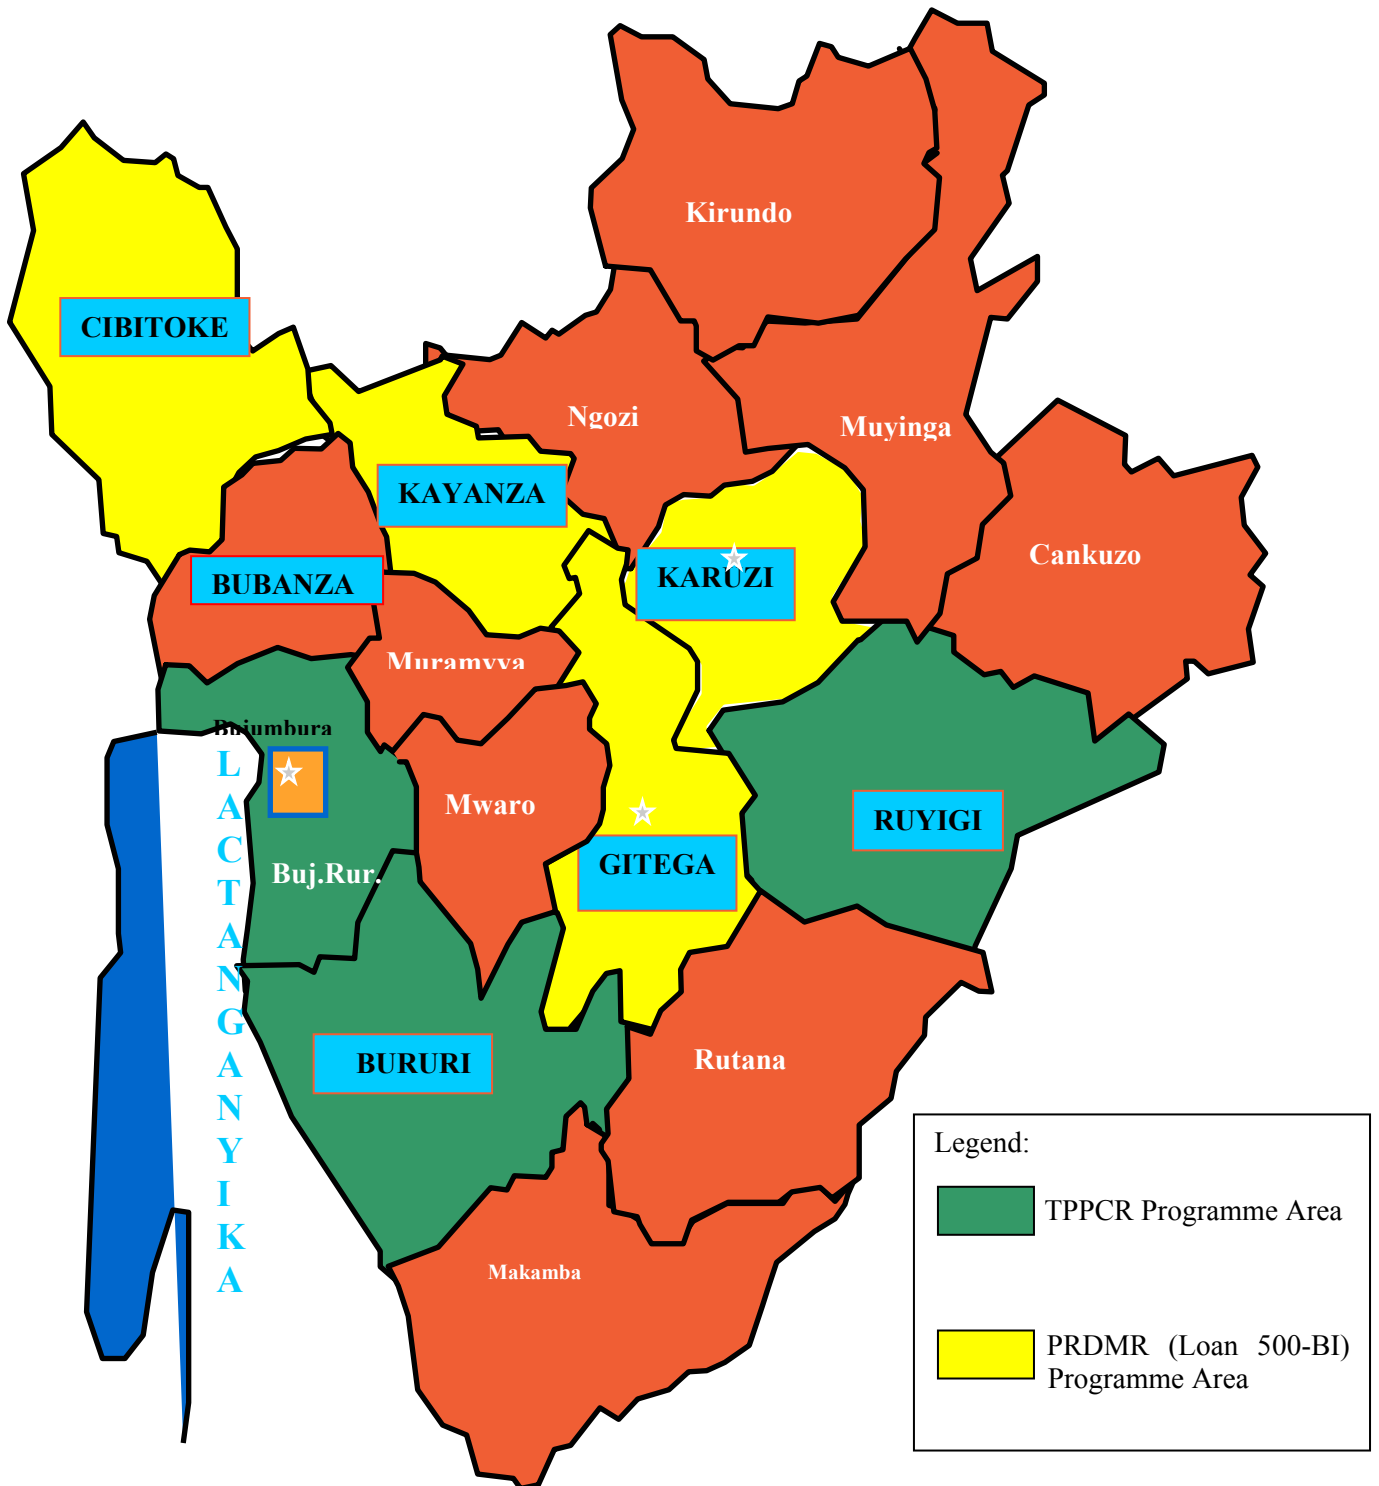 Kirundo
CIBITOKE
Ngozi
Muyinga
KAYANZA
Cankuzo
KARUZI
BUBANZA
Muramvya
Bujumbura
LACTANGANYIKA
Mwaro
RUYIGI
GITEGA
Buj.Rur.
BURURI
Rutana
Makamba
Legend:
TPPCR Programme Area
PRDMR (Loan 500-BI)
Programme Area